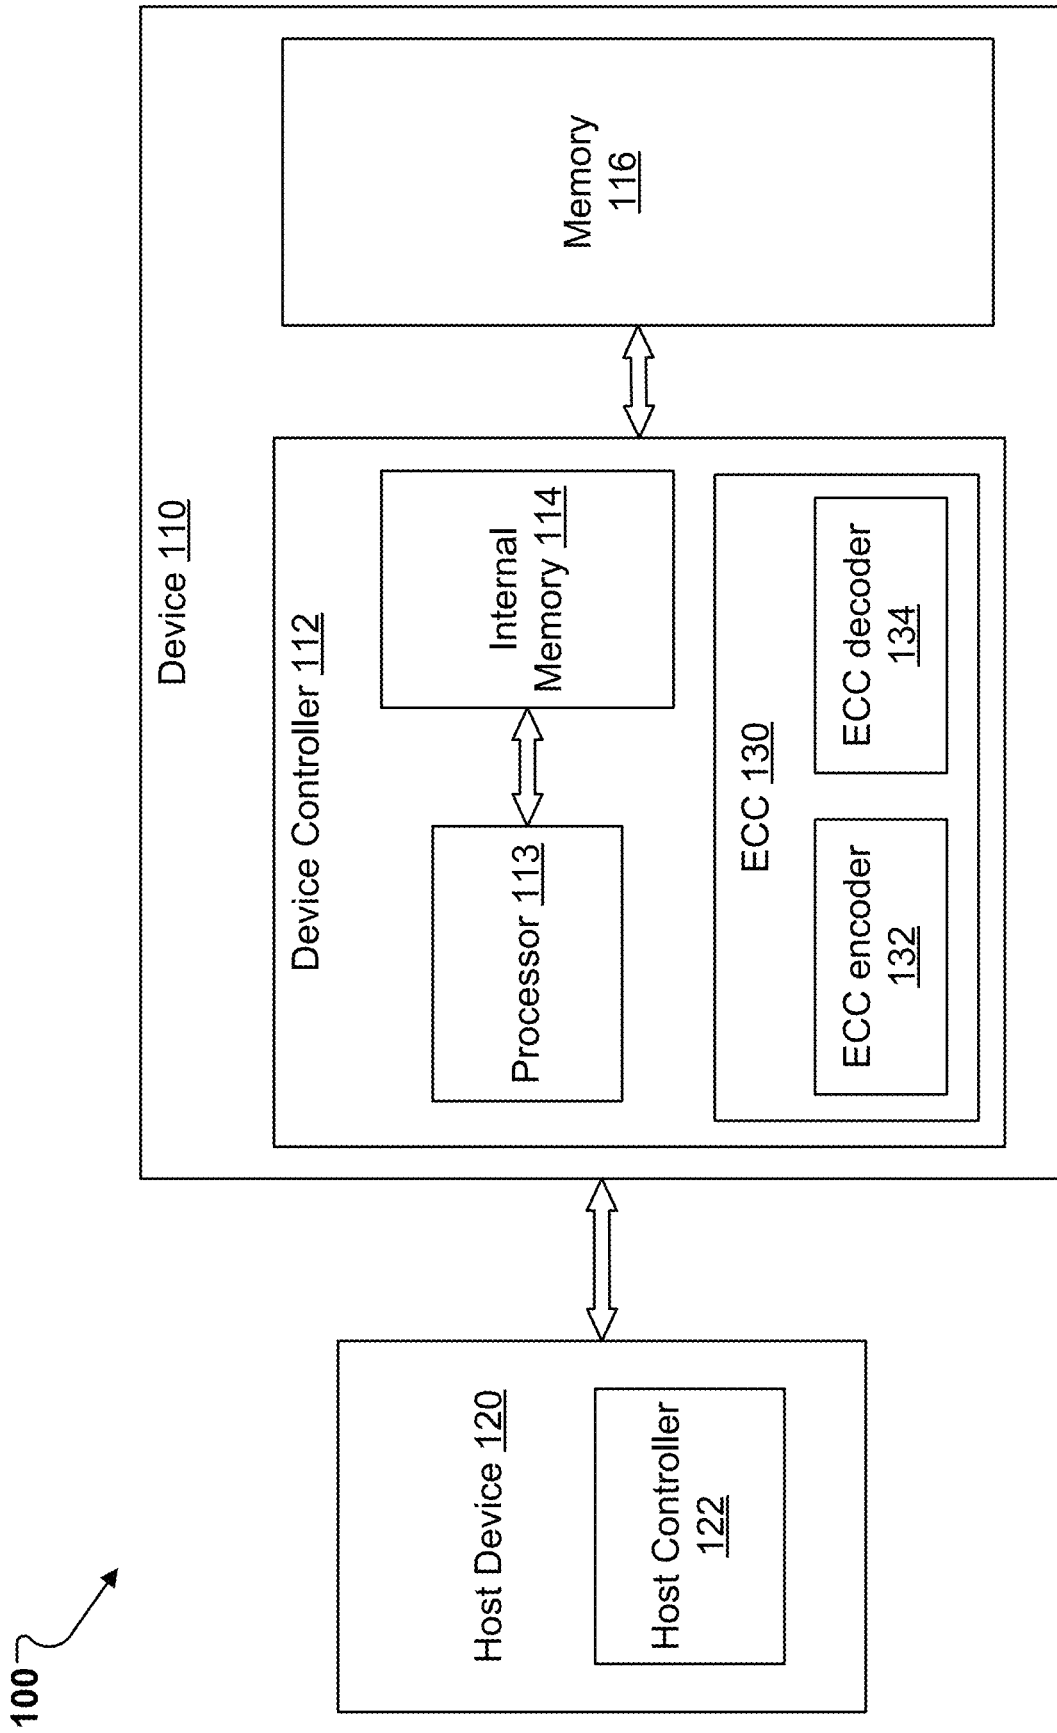 100
Device 110
Host Device 120
Host Controller
122
Device Controller 112
Processor 113
Internal
Memory 114
ECC 130
ECC encoder
132
ECC decoder
134
Memory
116